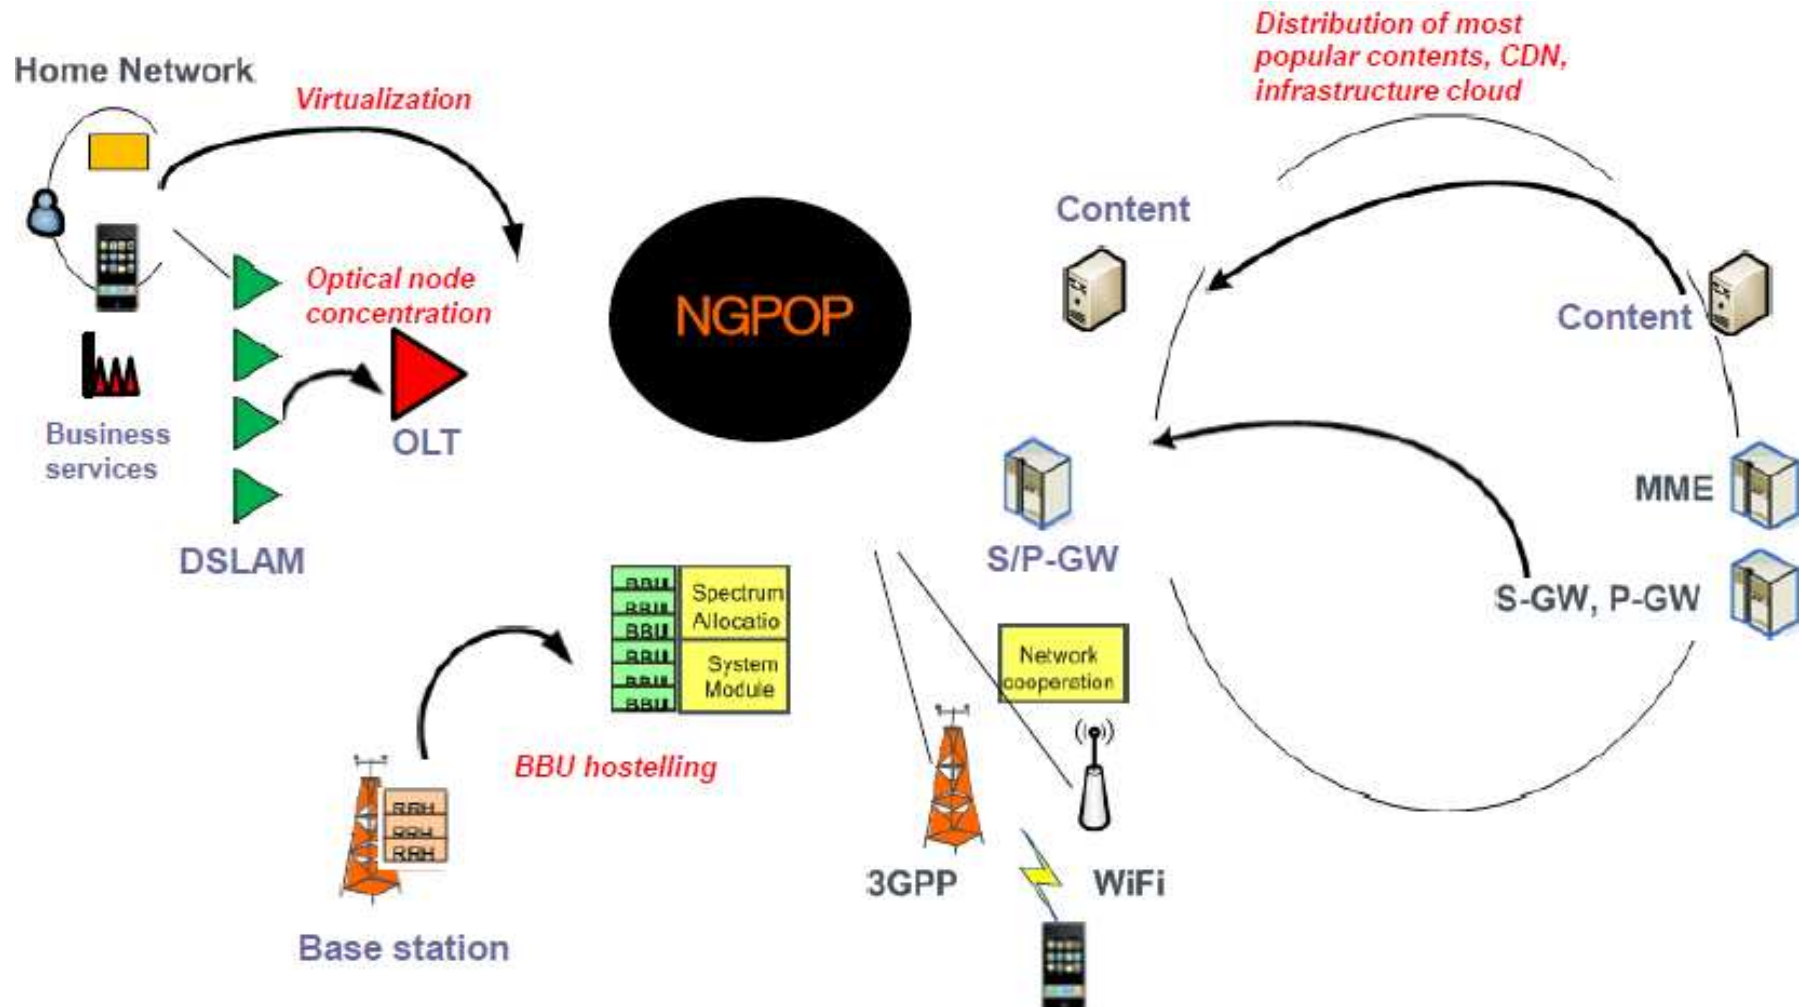 Distribution of most
popular contents, CDN,
infrastructure cloud
Home Network
Virtualization
Content
Optical node
concentration
NGPOP
Content
Business
services
OLT
MME
DSLAM
S/P-GW
S-GW, P-GW
BBU
BBU
BBU
BBU
BBU
BBU
Spectrum
Allocatio
System
Module
Network
cooperation
BBU hostelling
RRH
RRH
RRH
3GPP
WiFi
Base station